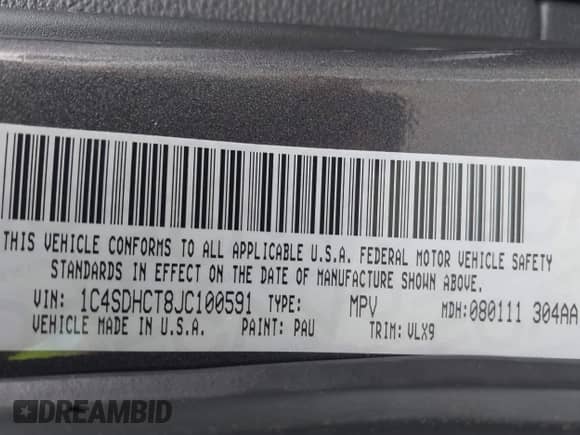 THIS VEHICLE CONFORMS TO ALL APPLICABLE U.S.A. FEDERAL MOTOR VEHICLE SAFETY
STANDARDS IN EFFECT ON THE DATE OF MANUFACTURE SHOWN ABOVE.
VIN: 1C4SDHCT8JC100591 TYPE: MPV MDH:080111 304AA
VEHICLE MADE IN U.S.A. PAINT: PAU TRIM: VLX9
DREAMBID